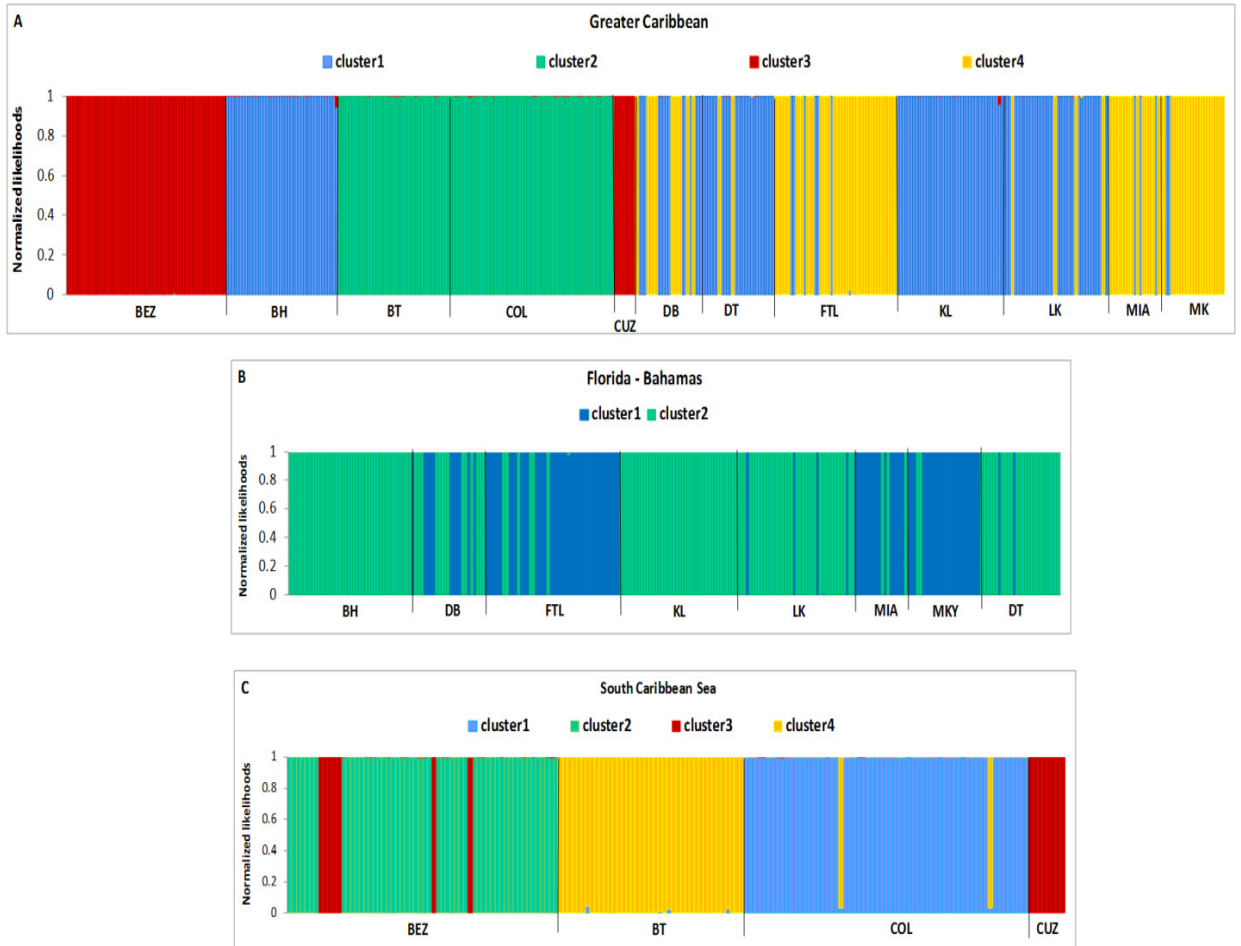 A
Greater Caribbean
cluster1 cluster2 cluster3 cluster4
Normalized likelihoods
1
0.8
0.6
0.4
0.2
0
BEZ BH BT COL CUZ DB DT FTL KL LK MIA MK
B
Florida - Bahamas
cluster1 cluster2
Normalized likelihoods
1
0.8
0.6
0.4
0.2
0
BH DB FTL KL LK MIA MKY DT
C
South Caribbean Sea
cluster1 cluster2 cluster3 cluster4
Normalized likelihoods
1
0.8
0.6
0.4
0.2
0
BEZ BT COL CUZ